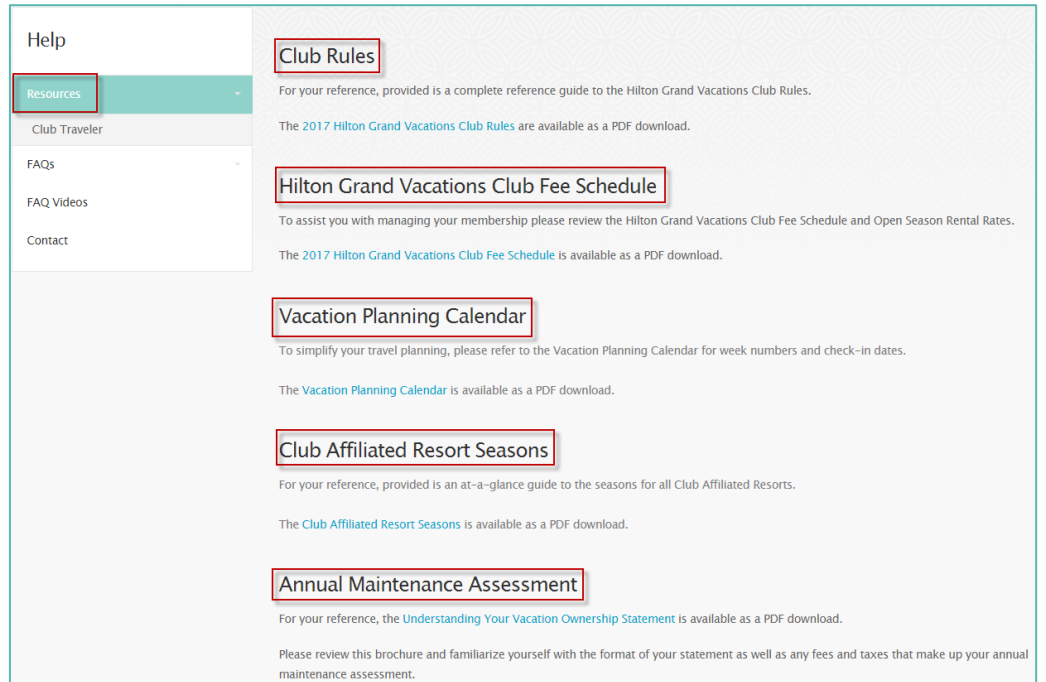 Help
Resources
Club Traveler
FAQs
FAQ Videos
Contact
Club Rules
For your reference, provided is a complete reference guide to the Hilton Grand Vacations Club Rules.
The 2017 Hilton Grand Vacations Club Rules are available as a PDF download.
Hilton Grand Vacations Club Fee Schedule
To assist you with managing your membership please review the Hilton Grand Vacations Club Fee Schedule and Open Season Rental Rates.
The 2017 Hilton Grand Vacations Club Fee Schedule is available as a PDF download.
Vacation Planning Calendar
To simplify your travel planning, please refer to the Vacation Planning Calendar for week numbers and check-in dates.
The Vacation Planning Calendar is available as a PDF download.
Club Affiliated Resort Seasons
For your reference, provided is an at-a-glance guide to the seasons for all Club Affiliated Resorts.
The Club Affiliated Resort Seasons is available as a PDF download.
Annual Maintenance Assessment
For your reference, the Understanding Your Vacation Ownership Statement is available as a PDF download.
Please review this brochure and familiarize yourself with the format of your statement as well as any fees and taxes that make up your annual
maintenance assessment.